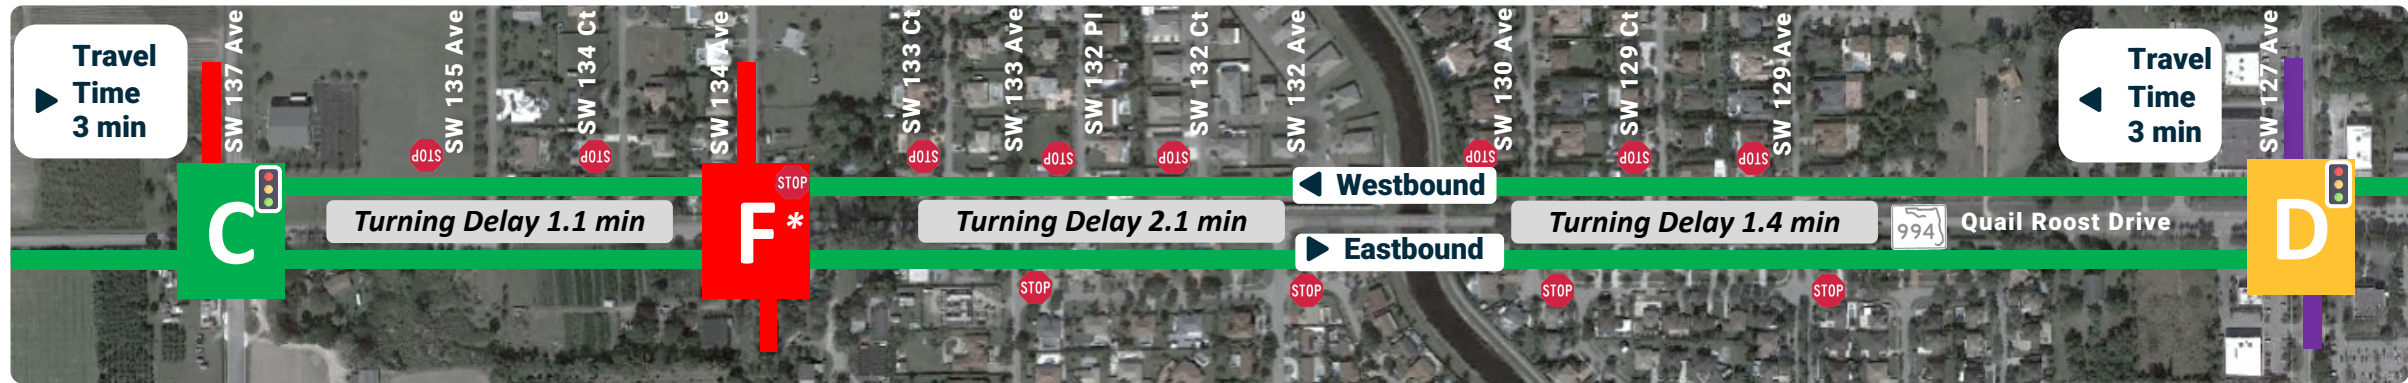 Travel
Time
3 min
SW 137 Ave
SW 135 Ave
SW 134 Ct
SW 134 Ave
SW 133 Ct
SW 133 Ave
SW 132 Pl
SW 132 Ct
SW 132 Ave
SW 130 Ave
SW 129 Ct
SW 129 Ave
Travel
Time
3 min
SW 127 Ave
STOP
STOP
STOP
STOP
STOP
STOP
STOP
STOP
STOP
Westbound
C
Turning Delay 1.1 min
F*
Turning Delay 2.1 min
Turning Delay 1.4 min
994
Quail Roost Drive
D
Eastbound
STOP
STOP
STOP
STOP